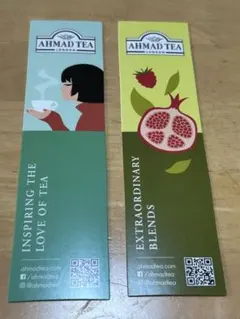 AHMAD TEA
LONDON
INSPIRING THE
LOVE OF TEA
ahmadtea.com
/ahmadtea
@ahmadtea
AHMAD TEA
LONDON
EXTRAORDINARY
BLENDS
ahmadtea.com
/ahmadtea
@ahmadtea